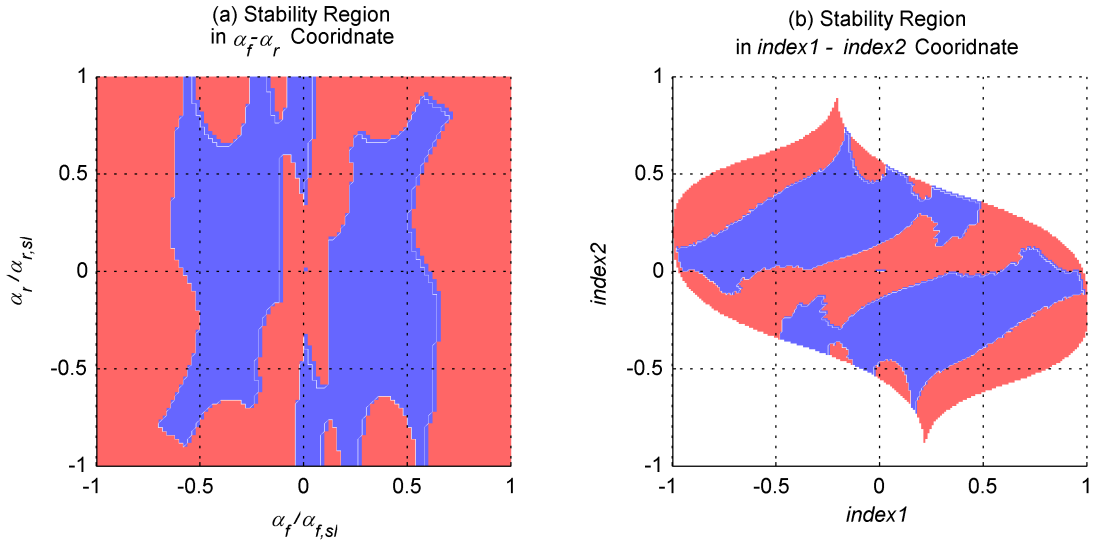 (a) Stability Region
in αf-αr Cooridnate
1
0.5
0
-0.5
-1
αr/αr,sl
-1 -0.5 0 0.5 1
αf/αf,sl
(b) Stability Region
in index1 - index2 Cooridnate
1
0.5
0
-0.5
-1
index2
-1 -0.5 0 0.5 1
index1